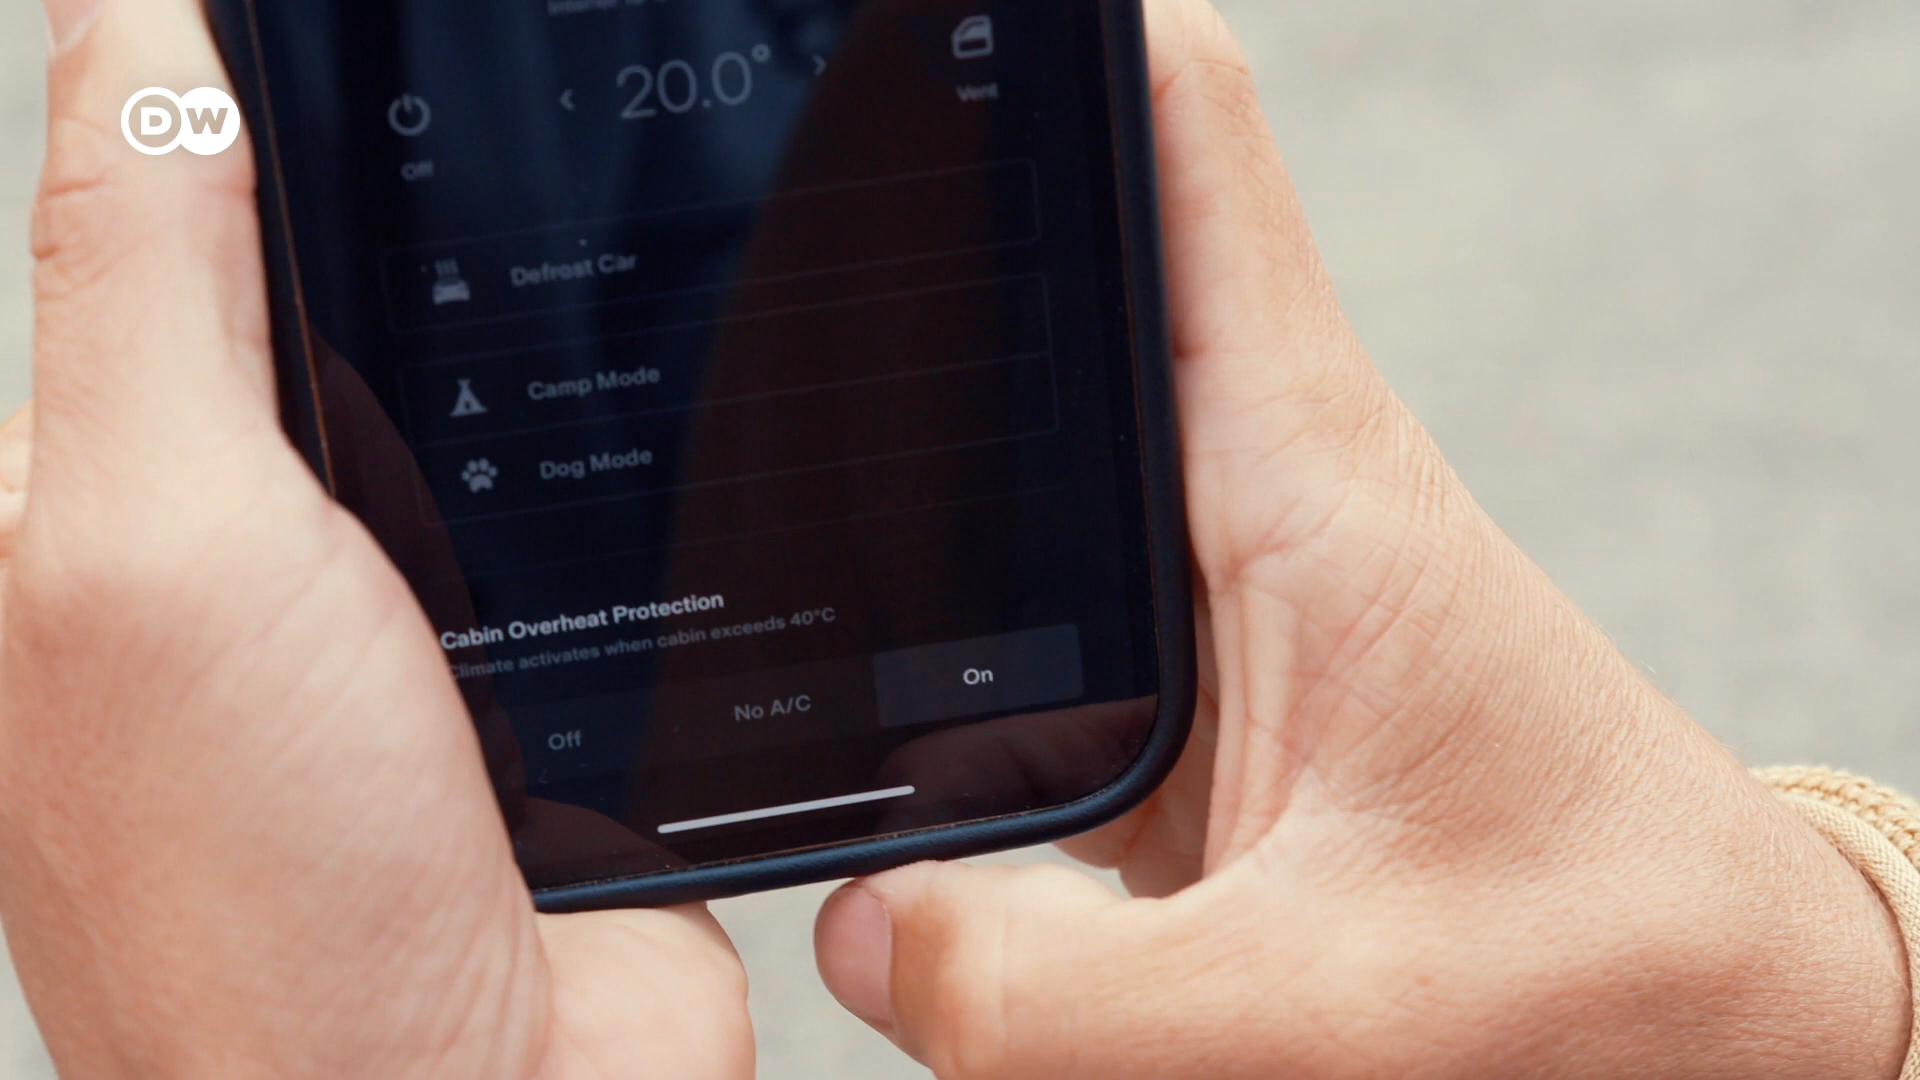 DW
20.0°
Vent
Off
Defrost Car
Camp Mode
Dog Mode
Cabin Overheat Protection
Climate activates when cabin exceeds 40°C
Off
No A/C
On